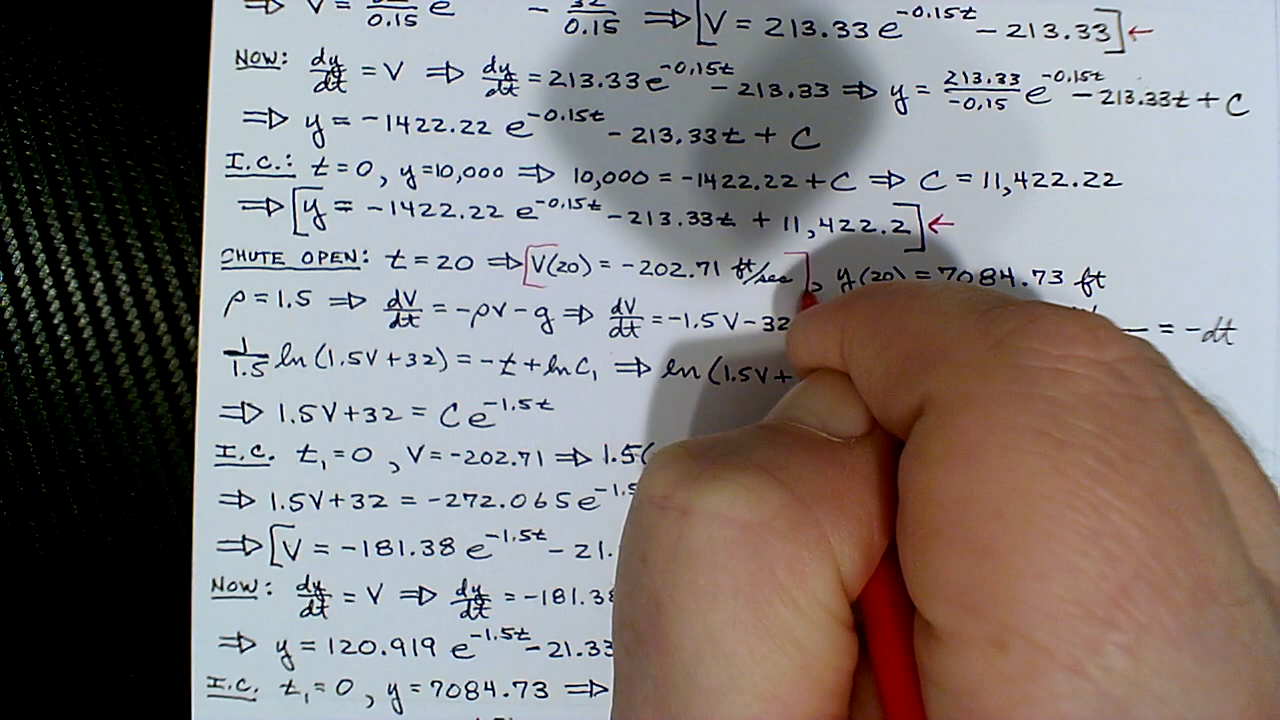 ⇒ V = 32/0.15 e - 32/0.15 ⇒ [V = 213.33 e^-0.15t - 213.33] ←
NOW: dy/dt = V ⇒ dy/dt = 213.33 e^-0.15t - 213.33 ⇒ y = 213.33/-0.15 e^-0.15t - 213.33t + C
⇒ y = -1422.22 e^-0.15t - 213.33t + C
I.C.: t = 0, y = 10,000 ⇒ 10,000 = -1422.22 + C ⇒ C = 11,422.22
⇒ [y = -1422.22 e^-0.15t - 213.33t + 11,422.2] ←
CHUTE OPEN: t = 20 ⇒ [V(20) = -202.71 ft/sec], y(20) = 7084.73 ft
ρ = 1.5 ⇒ dV/dt = -ρV - g ⇒ dV/dt = -1.5V - 32 = -dt
1/1.5 ln(1.5V + 32) = -t + ln C₁ ⇒ ln(1.5V +
⇒ 1.5V + 32 = C e^-1.5t
I.C. t₁ = 0, V = -202.71 ⇒ 1.5(
⇒ 1.5V + 32 = -272.065 e^-1.5
⇒ [V = -181.38 e^-1.5t - 21.
NOW: dy/dt = V ⇒ dy/dt = -181.38
⇒ y = 120.919 e^-1.5t - 21.33
I.C. t₁ = 0, y = 7084.73 ⇒